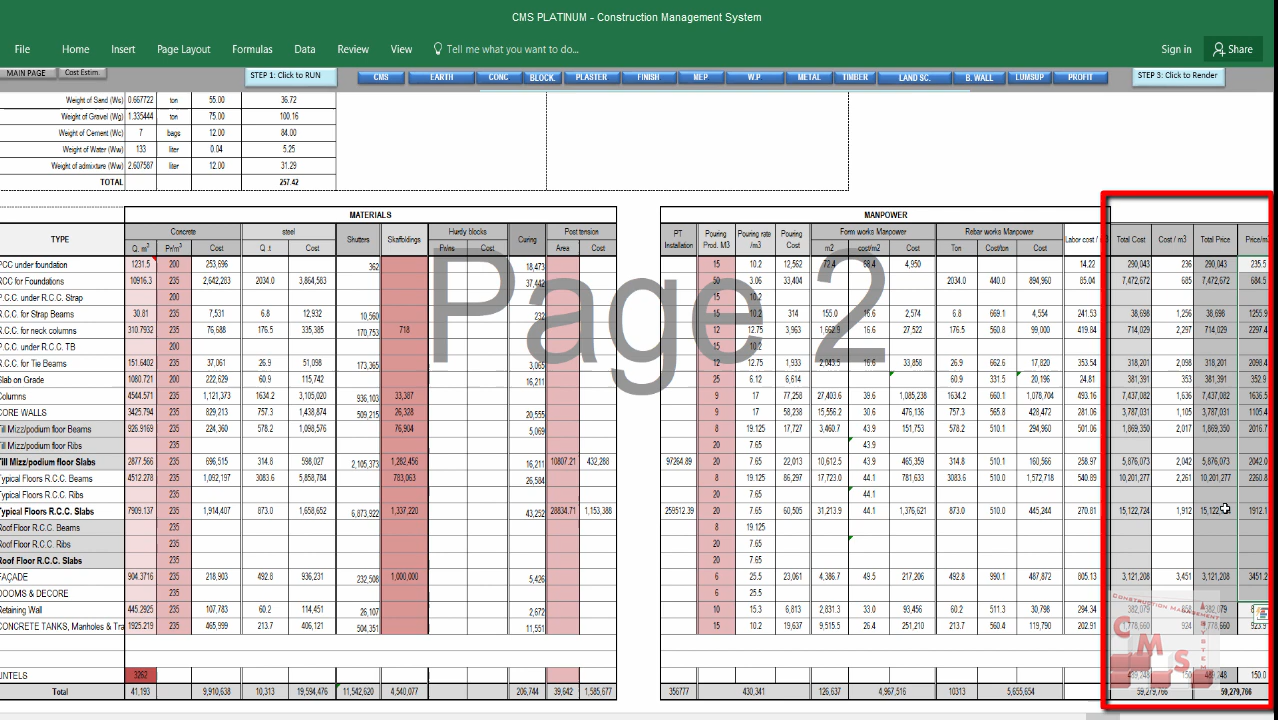 CMS PLATINUM - Construction Management System
File Home Insert Page Layout Formulas Data Review View Tell me what you want to do... Sign in Share
MAIN PAGE Cost Estim. STEP 1: Click to RUN CMS EARTH CONC BLOCK. PLASTER FINISH MEP W.P METAL TIMBER LAND SC. B. WALL LUMSUP PROFIT STEP 3: Click to Render
Weight of Sand (Ws) 0.667722 ton 55.00 36.72
Weight of Gravel (Wg) 1.335444 ton 75.00 100.16
Weight of Cement (Wc) 7 bags 12.00 84.00
Weight of Water (Ww) 133 liter 0.04 5.25
Weight of admixture (Ww) 2.607587 liter 12.00 31.29
TOTAL 257.42
MATERIALS MANPOWER
TYPE Concrete steel Shutters Skaffoldings Hurdy blocks Curing Post tension PT Installation Pouring Prod. M3 Pouring rate /m3 Pouring Cost Form works Manpower Rebar works Manpower Labor cost / Total Cost Cost / m3 Total Price Price/m
Q. m³ Pr/m³ Cost Q .t Cost Pr/ns Cost Area Cost m2 cost/m2 Cost Ton Cost/ton Cost
PCC under foundation 1231.5 200 253,696 362 18,473 15 10.2 12,562 72.4 68.4 4,950 14.22 290,043 236 290,043 235.5
RCC for Foundations 10916.3 235 2,642,283 2034.0 3,864,583 37,442 50 3.06 33,404 2034.0 440.0 894,960 85.04 7,472,672 685 7,472,672 684.5
P.C.C. under R.C.C. Strap 200 15 10.2
R.C.C. for Strap Beams 30.81 235 7,531 6.8 12,932 10,560 232 15 10.2 314 155.0 16.6 2,574 6.8 669.1 4,554 241.53 38,698 1,256 38,698 1255.9
R.C.C. for neck columns 310.7932 235 76,688 176.5 335,385 170,753 718 12 12.75 3,963 1,662.9 16.6 27,522 176.5 560.8 99,000 419.84 714,029 2,297 714,029 2297.4
P.C.C. under R.C.C. TB 200 15 10.2
R.C.C. for Tie Beams 151.6402 235 37,061 26.9 51,098 173,365 3,065 12 12.75 1,933 2,043.5 16.6 33,858 26.9 662.6 17,820 353.54 318,201 2,098 318,201 2098.4
Slab on Grade 1080.721 200 222,629 60.9 115,742 16,211 25 6.12 6,614 60.9 331.5 20,196 24.81 381,391 353 381,391 352.9
Columns 4544.571 235 1,121,373 1634.2 3,105,020 936,103 33,387 9 17 77,258 27,403.6 39.6 1,085,238 1634.2 660.1 1,078,704 493.16 7,437,082 1,636 7,437,082 1636.5
CORE WALLS 3425.794 235 829,213 757.3 1,438,874 509,215 26,328 20,555 9 17 58,238 15,556.2 30.6 476,136 757.3 565.8 428,472 281.06 3,787,031 1,105 3,787,031 1105.4
Till Mizz/podium floor Beams 926.9169 235 224,360 578.2 1,098,576 76,904 5,069 8 19.125 17,727 3,460.7 43.9 151,753 578.2 510.1 294,960 501.06 1,869,350 2,017 1,869,350 2016.7
Till Mizz/podium floor Ribs 235 20 7.65 43.9
Till Mizz/podium floor Slabs 2877.566 235 696,515 314.8 598,027 2,105,373 1,282,456 16,211 10807.21 432,288 97264.89 20 7.65 22,013 10,612.5 43.9 465,359 314.8 510.1 160,566 258.97 5,876,073 2,042 5,876,073 2042.0
Typical Floors R.C.C. Beams 4512.278 235 1,092,197 3083.6 5,858,784 783,063 26,584 8 19.125 86,297 17,723.0 44.1 781,633 3083.6 510.1 1,572,718 540.89 10,201,277 2,261 10,201,277 2260.8
Typical Floors R.C.C. Ribs 235 20 7.65 44.1
Typical Floors R.C.C. Slabs 7909.137 235 1,914,407 873.0 1,658,652 6,873,922 1,337,220 43,252 28834.71 1,153,388 259512.39 20 7.65 60,505 31,213.9 44.1 1,376,621 873.0 510.0 445,244 270.81 15,122,724 1,912 1912.1
Roof Floor R.C.C. Beams 235 8 19.125
Roof Floor R.C.C. Ribs 235 20 7.65
Roof Floor R.C.C. Slabs 235 20 7.65
FAÇADE 904.3716 235 218,903 492.8 936,231 232,508 1,000,000 5,426 6 25.5 23,061 4,386.7 49.5 217,206 492.8 990.1 487,872 805.13 3,121,208 3,451 3,121,208 3451.2
DOOMS & DECORE 235 6 25.5
Retaining Wall 445.2925 235 107,783 60.2 114,451 26,107 2,672 10 15.3 6,813 2,831.3 33.0 93,456 60.2 511.3 30,798 294.34 382,079
CONCRETE TANKS, Manholes & Tra 1925.219 235 465,999 213.7 406,121 504,351 11,551 15 10.2 19,637 9,515.5 26.4 251,210 213.7 560.4 119,790 202.91 1,778,660 924 923.9
LINTELS 3262 150.0
Total 41,193 9,910,638 10,313 19,594,476 11,542,620 4,540,077 206,744 39,642 1,585,677 356777 430,341 126,637 4,967,516 10313 5,655,654 59,279,766 59,279,766
Page 2
CONSTRUCTION MANAGEMENT
SYSTEM
CMS